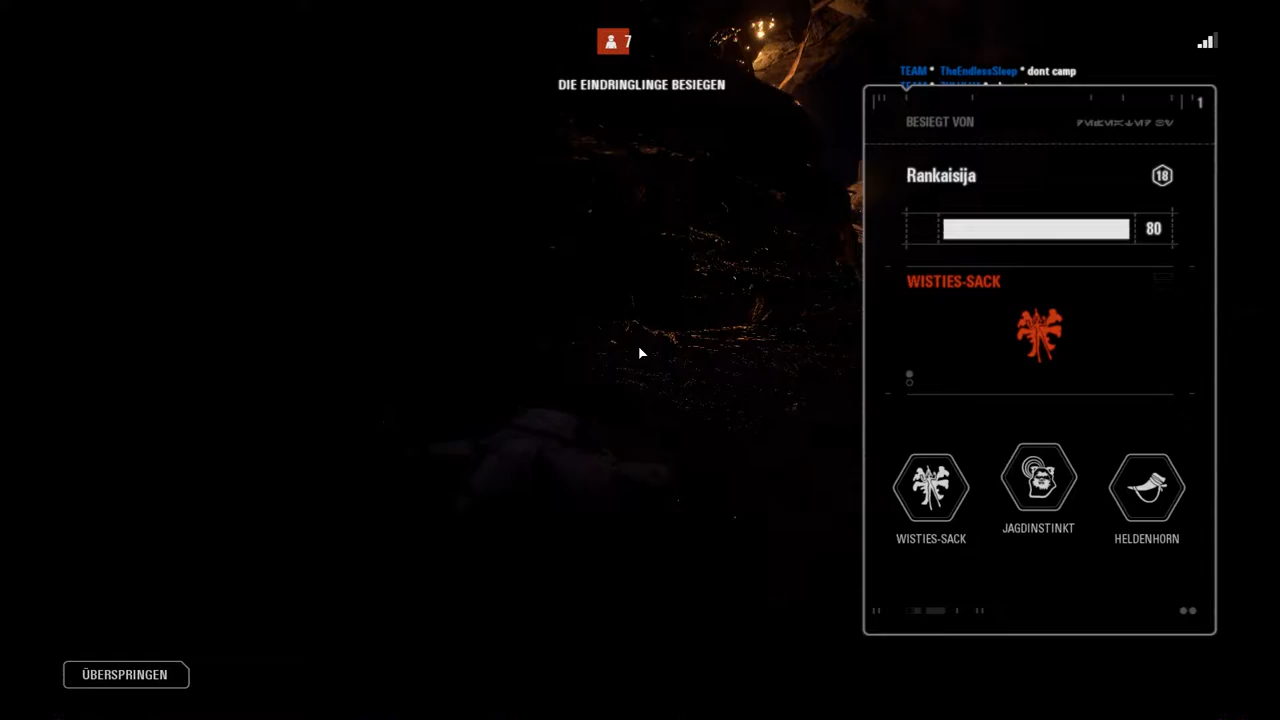 7
DIE EINDRINGLINGE BESIEGEN
TEAM * TheEndlessSleep * dont camp
1
BESIEGT VON
Rankaisija
18
80
WISTIES-SACK
WISTIES-SACK
JAGDINSTINKT
HELDENHORN
ÜBERSPRINGEN